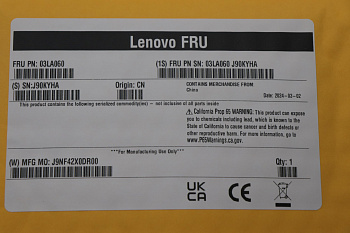 Lenovo FRU
FRU PN: 03LA060
(1S) FRU PN SN: 03LA060 J90KYHA
(S) SN:J90KYHA
Origin: CN
CONTAINS MERCHANDISE FROM
China
Date: 2024-02-02
This product contains the following serialized commodity(ies) - not inclusive of all parts inside
⚠ California Prop 65 WARNING: This product can expose
you to chemicals including lead, which is known to the
State of California to cause cancer and birth defects or
other reproductive harm. For more information, go to
www.P65Warnings.ca.gov.
***For Manufacturing Use Only**
(W) MFG MO: J9NF42X0DR00
Qty: 1
UK
CA
CE